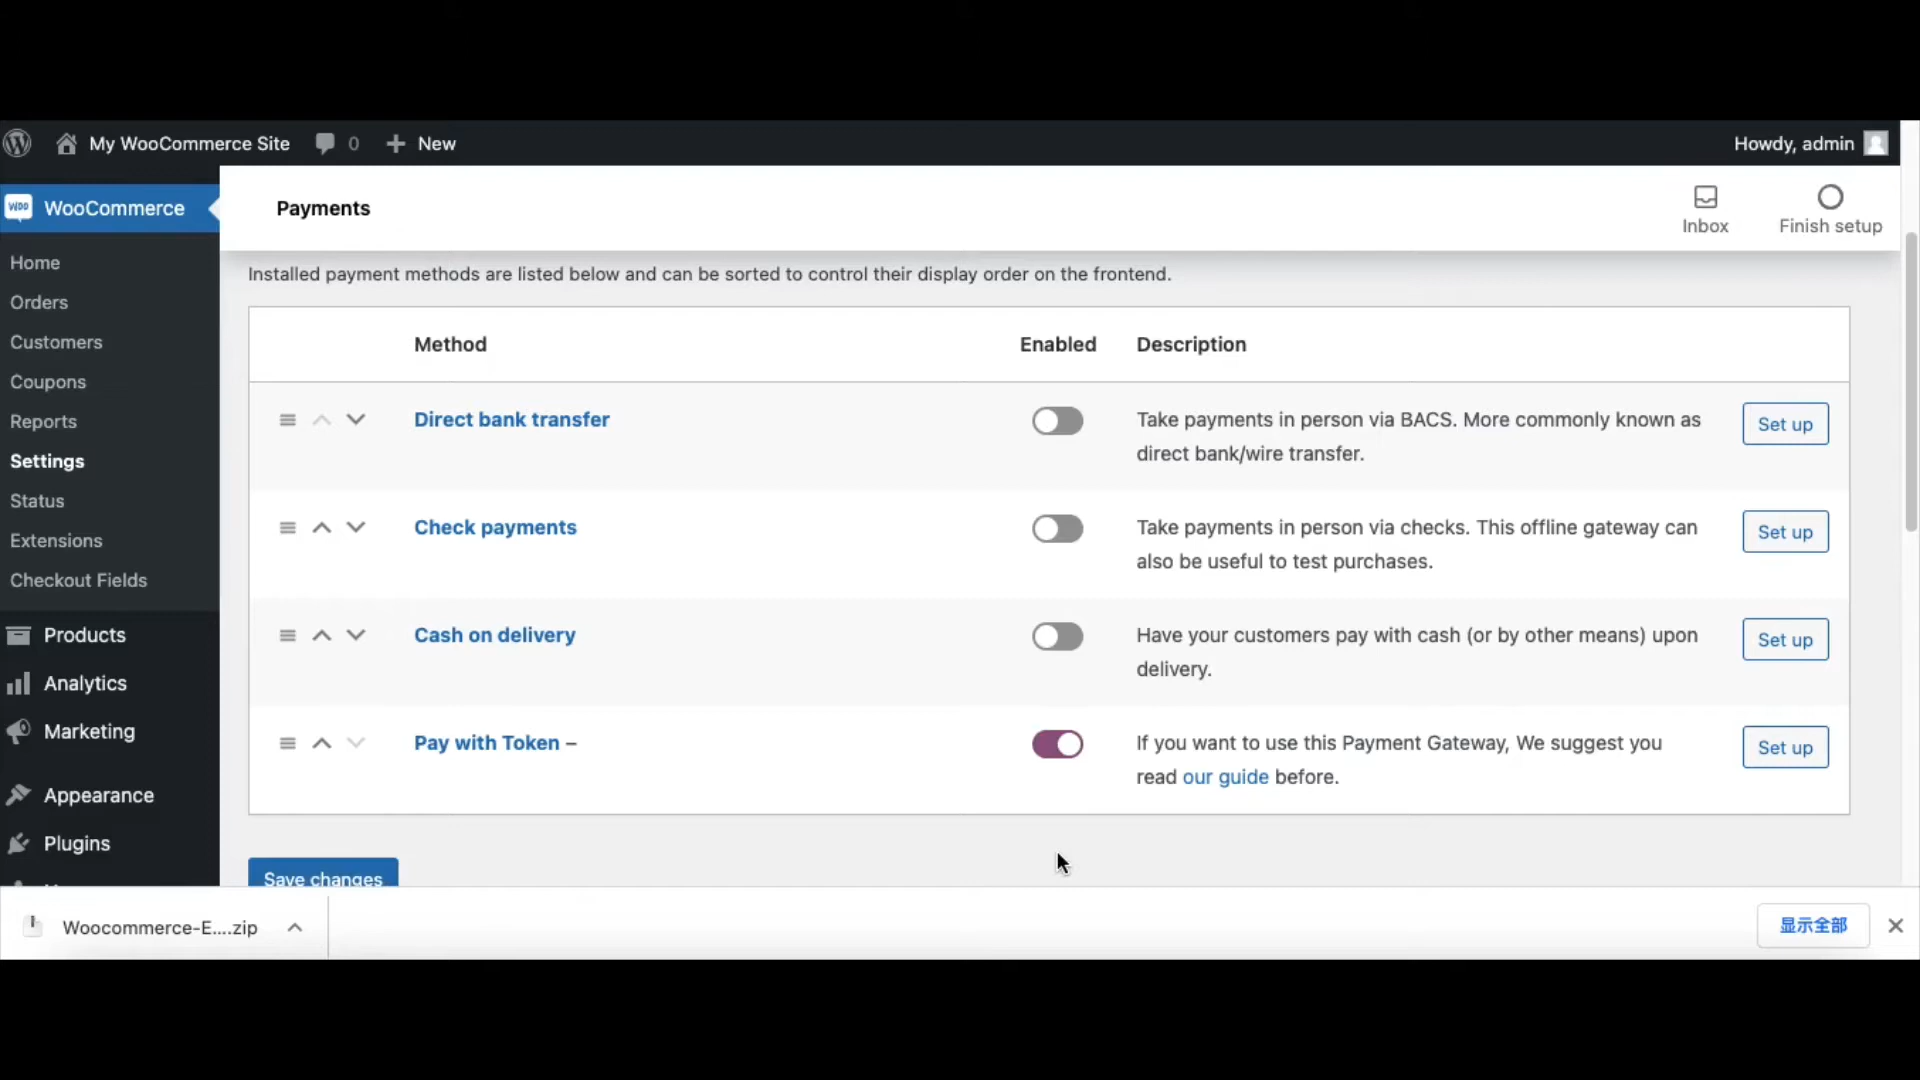 My WooCommerce Site 0 New Howdy, admin
WOO WooCommerce
Payments
Inbox
Finish setup
Home
Orders
Customers
Coupons
Reports
Settings
Status
Extensions
Checkout Fields
Products
Analytics
Marketing
Appearance
Plugins
Installed payment methods are listed below and can be sorted to control their display order on the frontend.
Method Enabled Description
Direct bank transfer
Take payments in person via BACS. More commonly known as
direct bank/wire transfer.
Set up
Check payments
Take payments in person via checks. This offline gateway can
also be useful to test purchases.
Set up
Cash on delivery
Have your customers pay with cash (or by other means) upon
delivery.
Set up
Pay with Token –
If you want to use this Payment Gateway, We suggest you
read our guide before.
Set up
Save changes
Woocommerce-E....zip
显示全部